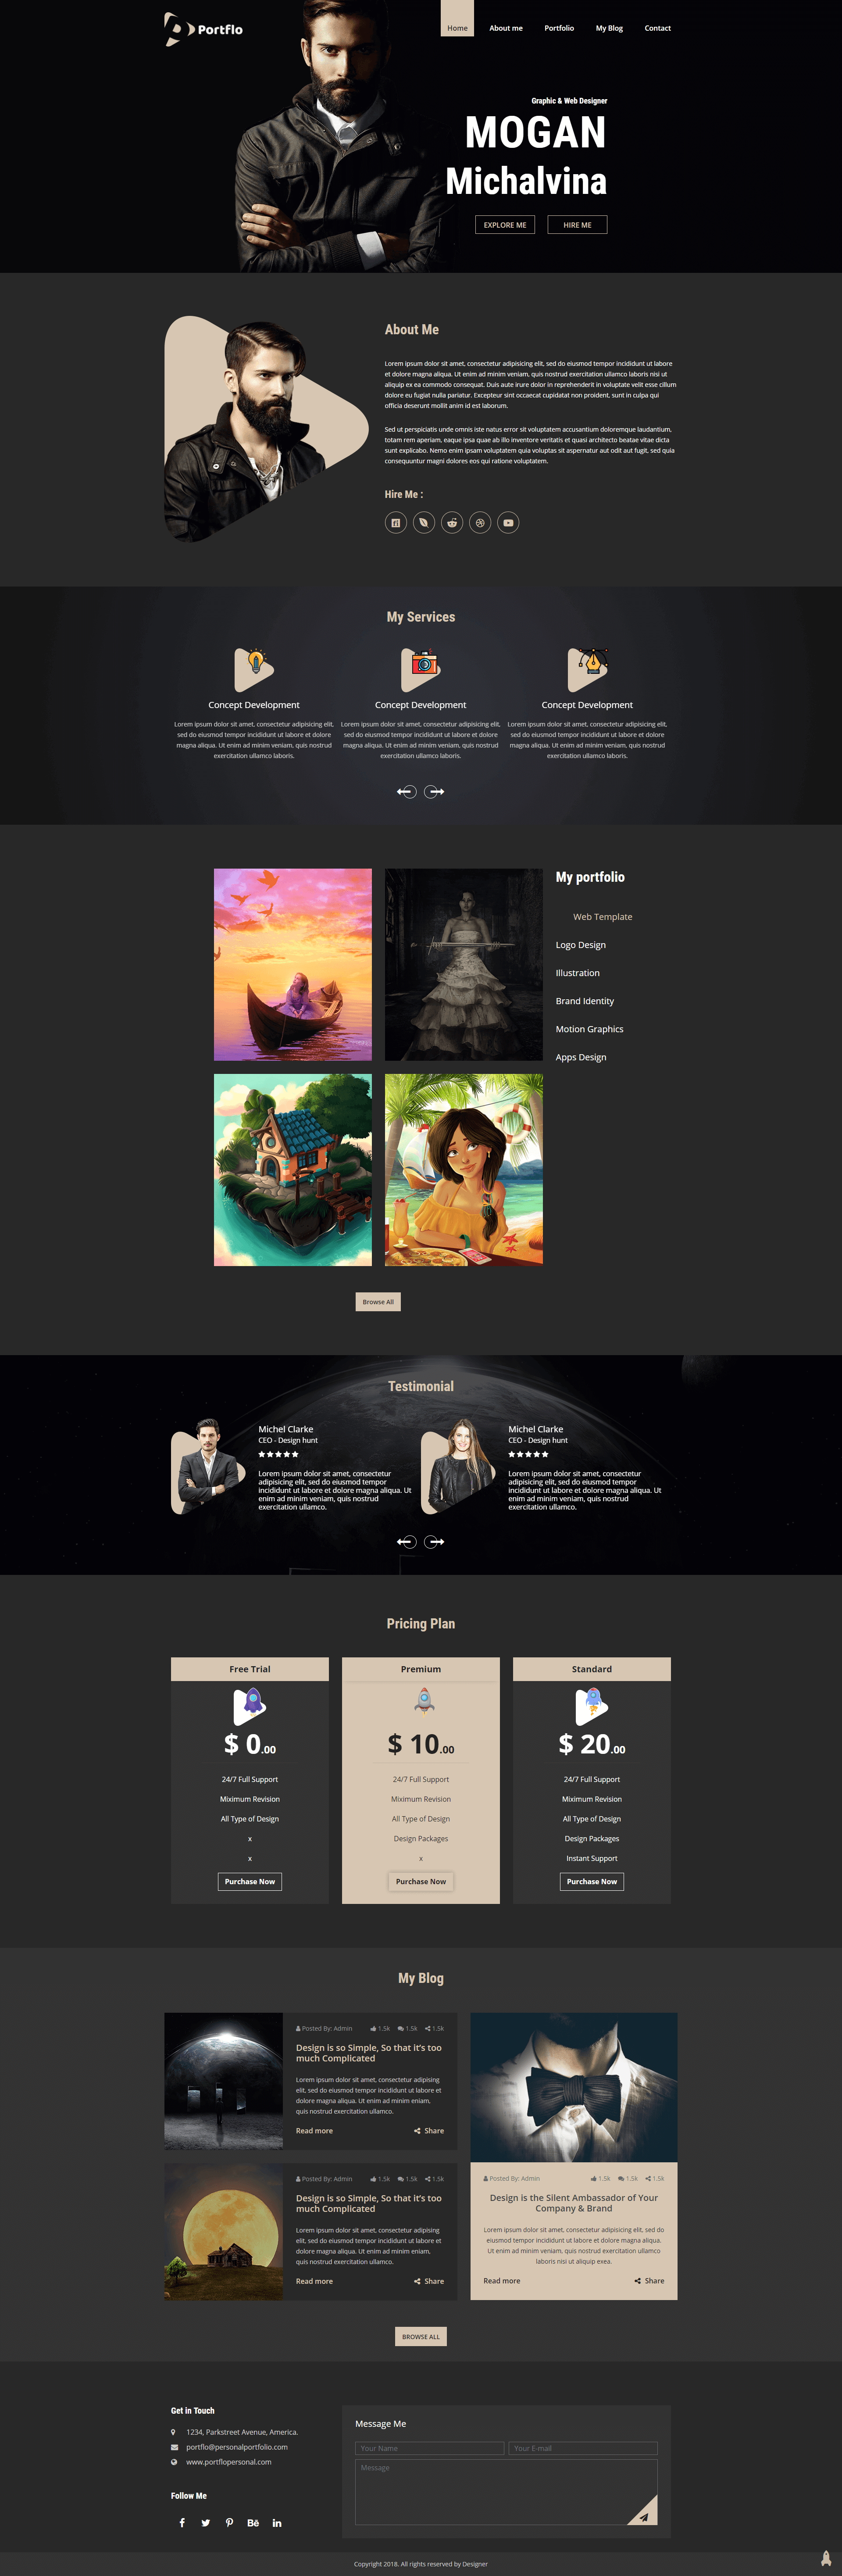 Portflo
Home
About me
Portfolio
My Blog
Contact
Graphic & Web Designer
MOGAN
Michalvina
EXPLORE ME
HIRE ME
About Me
Lorem ipsum dolor sit amet, consectetur adipisicing elit, sed do eiusmod tempor incididunt ut labore
et dolore magna aliqua. Ut enim ad minim veniam, quis nostrud exercitation ullamco laboris nisi ut
aliquip ex ea commodo consequat. Duis aute irure dolor in reprehenderit in voluptate velit esse cillum
dolore eu fugiat nulla pariatur. Excepteur sint occaecat cupidatat non proident, sunt in culpa qui
officia deserunt mollit anim id est laborum.
Sed ut perspiciatis unde omnis iste natus error sit voluptatem accusantium doloremque laudantium,
totam rem aperiam, eaque ipsa quae ab illo inventore veritatis et quasi architecto beatae vitae dicta
sunt explicabo. Nemo enim ipsam voluptatem quia voluptas sit aspernatur aut odit aut fugit, sed quia
consequuntur magni dolores eos qui ratione voluptatem.
Hire Me :
My Services
Concept Development
Lorem ipsum dolor sit amet, consectetur adipisicing elit,
sed do eiusmod tempor incididunt ut labore et dolore
magna aliqua. Ut enim ad minim veniam, quis nostrud
exercitation ullamco laboris.
Concept Development
Lorem ipsum dolor sit amet, consectetur adipisicing elit,
sed do eiusmod tempor incididunt ut labore et dolore
magna aliqua. Ut enim ad minim veniam, quis nostrud
exercitation ullamco laboris.
Concept Development
Lorem ipsum dolor sit amet, consectetur adipisicing elit,
sed do eiusmod tempor incididunt ut labore et dolore
magna aliqua. Ut enim ad minim veniam, quis nostrud
exercitation ullamco laboris.
My portfolio
Web Template
Logo Design
Illustration
Brand Identity
Motion Graphics
Apps Design
Browse All
Testimonial
Michel Clarke
CEO - Design hunt
Lorem ipsum dolor sit amet, consectetur
adipisicing elit, sed do eiusmod tempor
incididunt ut labore et dolore magna aliqua. Ut
enim ad minim veniam, quis nostrud
exercitation ullamco.
Michel Clarke
CEO - Design hunt
Lorem ipsum dolor sit amet, consectetur
adipisicing elit, sed do eiusmod tempor
incididunt ut labore et dolore magna aliqua. Ut
enim ad minim veniam, quis nostrud
exercitation ullamco.
Pricing Plan
Free Trial
$ 0.00
24/7 Full Support
Miximum Revision
All Type of Design
x
x
Purchase Now
Premium
$ 10.00
24/7 Full Support
Miximum Revision
All Type of Design
Design Packages
x
Purchase Now
Standard
$ 20.00
24/7 Full Support
Miximum Revision
All Type of Design
Design Packages
Instant Support
Purchase Now
My Blog
Posted By: Admin 1.5k 1.5k 1.5k
Design is so Simple, So that it's too
much Complicated
Lorem ipsum dolor sit amet, consectetur adipising
elit, sed do eiusmod tempor incididunt ut labore et
dolore magna aliqua. Ut enim ad minim eniam,
quis nostrud exercitation ullamco.
Read more
Share
Posted By: Admin 1.5k 1.5k 1.5k
Design is so Simple, So that it's too
much Complicated
Lorem ipsum dolor sit amet, consectetur adipising
elit, sed do eiusmod tempor incididunt ut labore et
dolore magna aliqua. Ut enim ad minim eniam,
quis nostrud exercitation ullamco.
Read more
Share
Posted By: Admin 1.5k 1.5k 1.5k
Design is the Silent Ambassador of Your
Company & Brand
Lorem ipsum dolor sit amet, consectetur adipisicing elit, sed do
eiusmod tempor incididunt ut labore et dolore magna aliqua.
Ut enim ad minim veniam, quis nostrud exercitation ullamco
laboris nisi ut aliquip exea.
Read more
Share
BROWSE ALL
Get in Touch
1234, Parkstreet Avenue, America.
portflo@personalportfolio.com
www.portflopersonal.com
Follow Me
Bē
in
Message Me
Your Name
Your E-mail
Message
Copyright 2018. All rights reserved by Designer